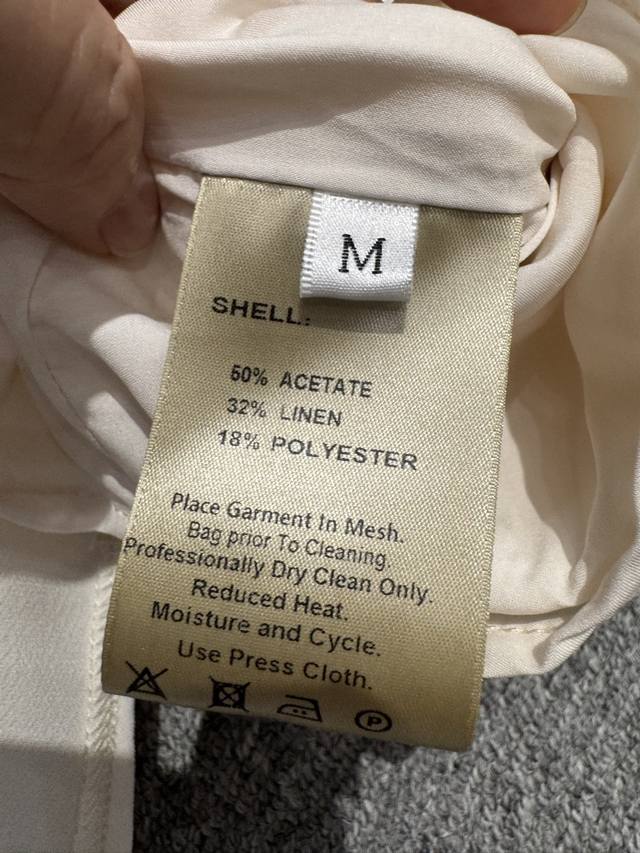 M
SHELL:
50% ACETATE
32% LINEN
18% POLYESTER
Place Garment In Mesh.
Bag prior To Cleaning.
Professionally Dry Clean Only.
Reduced Heat.
Moisture and Cycle.
Use Press Cloth.
P